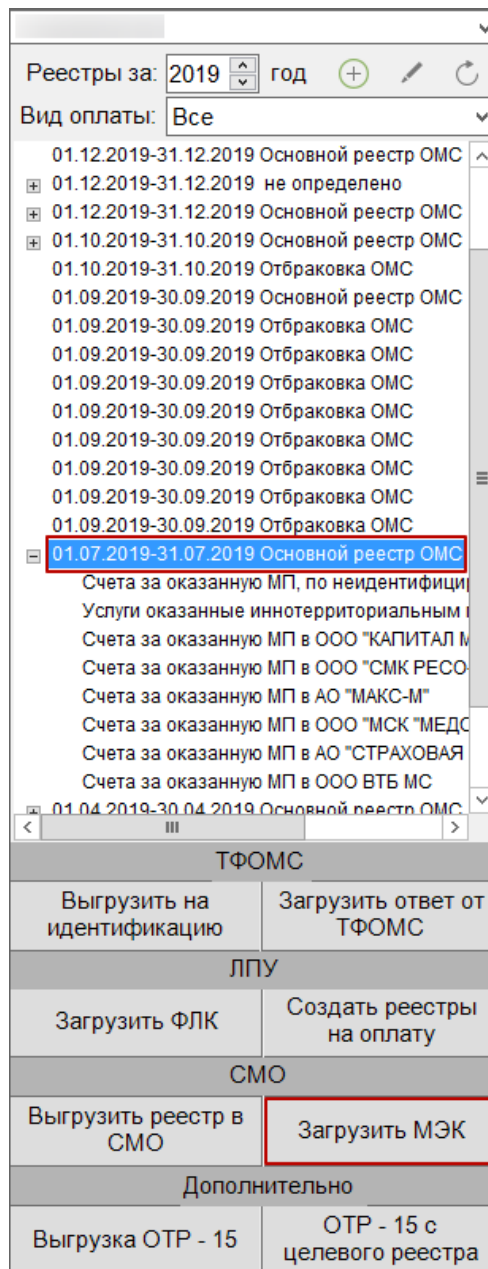 Реестры за: 2019 год
Вид оплаты: Все
01.12.2019-31.12.2019 Основной реестр ОМС
01.12.2019-31.12.2019 не определено
01.12.2019-31.12.2019 Основной реестр ОМС
01.10.2019-31.10.2019 Основной реестр ОМС
01.10.2019-31.10.2019 Отбраковка ОМС
01.09.2019-30.09.2019 Основной реестр ОМС
01.09.2019-30.09.2019 Отбраковка ОМС
01.09.2019-30.09.2019 Отбраковка ОМС
01.09.2019-30.09.2019 Отбраковка ОМС
01.09.2019-30.09.2019 Отбраковка ОМС
01.09.2019-30.09.2019 Отбраковка ОМС
01.09.2019-30.09.2019 Отбраковка ОМС
01.09.2019-30.09.2019 Отбраковка ОМС
01.09.2019-30.09.2019 Отбраковка ОМС
01.07.2019-31.07.2019 Основной реестр ОМС
Счета за оказанную МП, по неидентифици
Услуги оказанные иннотерриториальным
Счета за оказанную МП в ООО "КАПИТАЛ М
Счета за оказанную МП в ООО "СМК РЕСО-
Счета за оказанную МП в АО "МАКС-М"
Счета за оказанную МП в ООО "МСК "МЕДС
Счета за оказанную МП в АО "СТРАХОВАЯ
Счета за оказанную МП в ООО ВТБ МС
01.04.2019-30.04.2019 Основной реестр ОМС
ТФОМС
Выгрузить на идентификацию
Загрузить ответ от ТФОМС
ЛПУ
Загрузить ФЛК
Создать реестры на оплату
СМО
Выгрузить реестр в СМО
Загрузить МЭК
Дополнительно
Выгрузка ОТР - 15
ОТР - 15 с целевого реестра